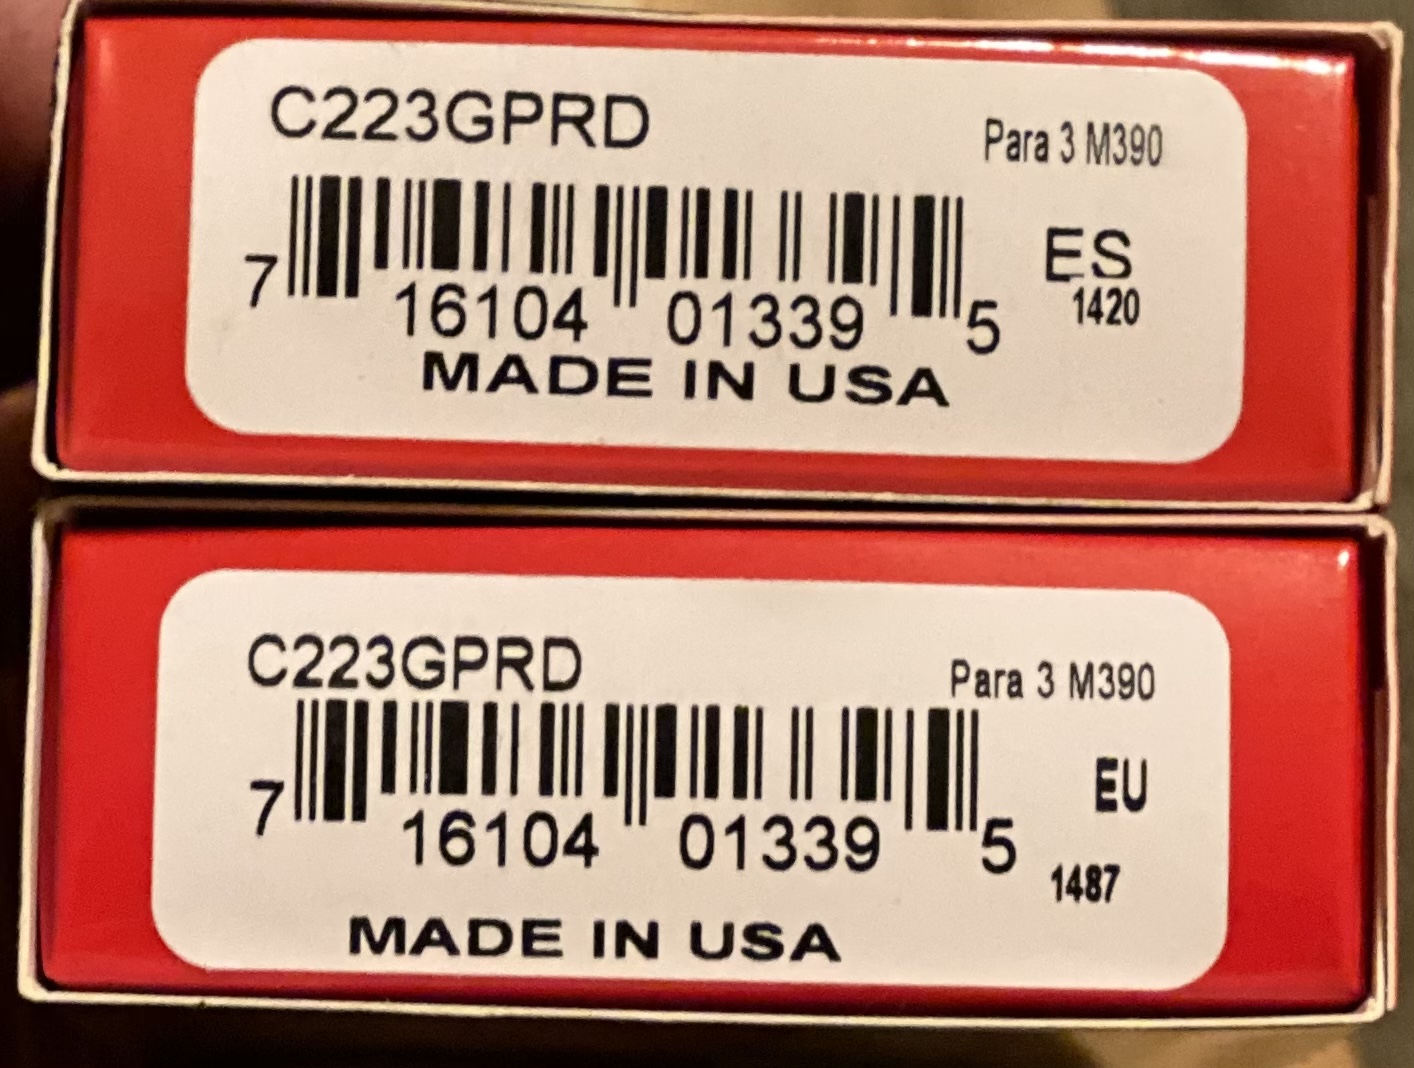 C223GPRD
Para 3 M390
7 16104 01339 5
ES
1420
MADE IN USA
C223GPRD
Para 3 M390
7 16104 01339 5
EU
1487
MADE IN USA